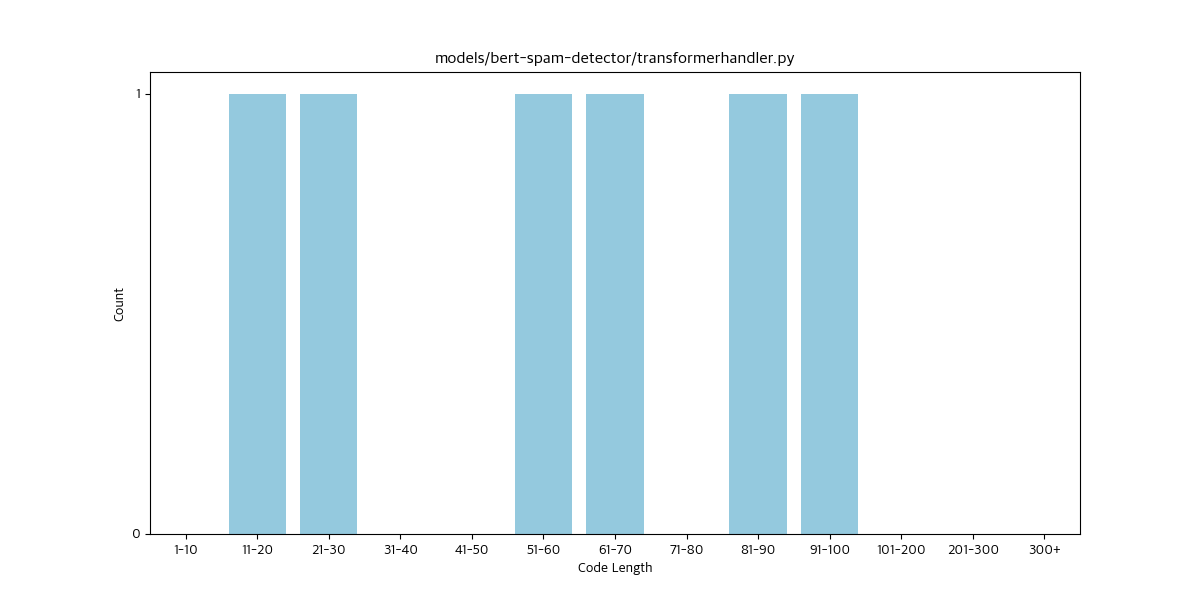 models/bert-spam-detector/transformerhandler.py
1
Count
0
1-10 11-20 21-30 31-40 41-50 51-60 61-70 71-80 81-90 91-100 101-200 201-300 300+
Code Length